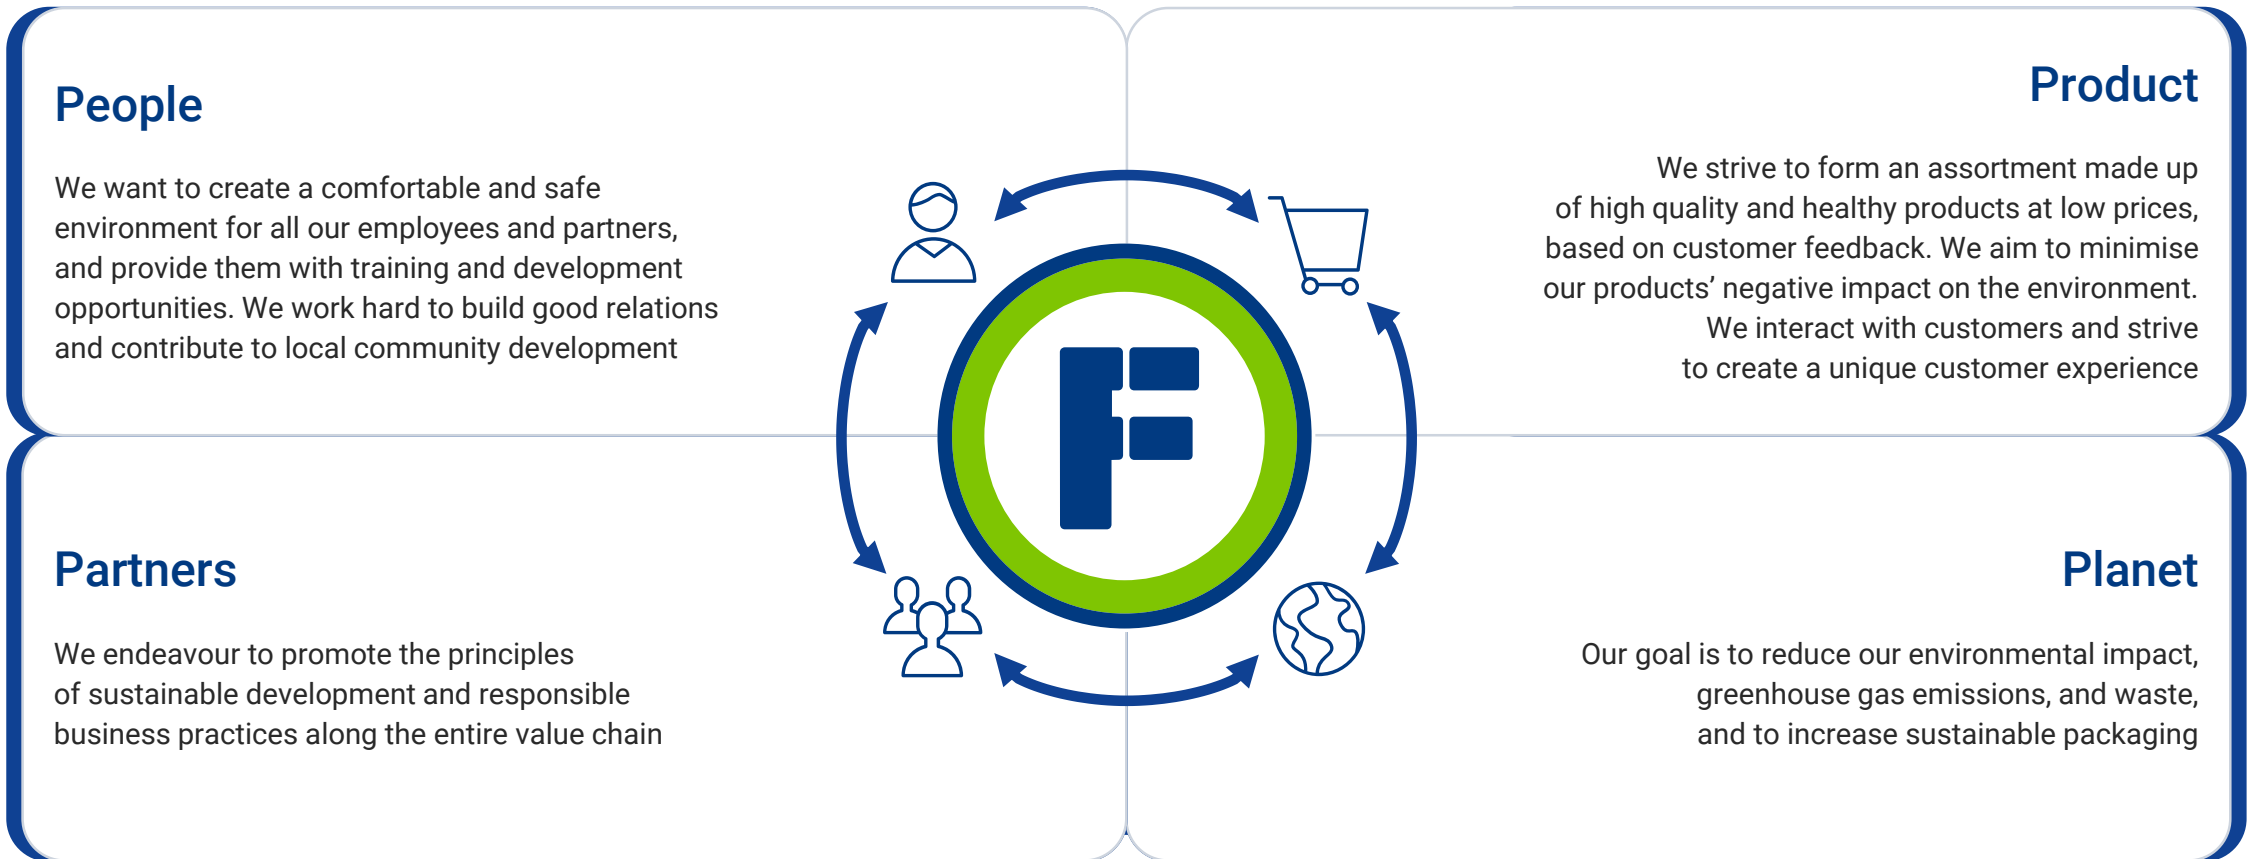 People
We want to create a comfortable and safe
environment for all our employees and partners,
and provide them with training and development
opportunities. We work hard to build good relations
and contribute to local community development
Product
We strive to form an assortment made up
of high quality and healthy products at low prices,
based on customer feedback. We aim to minimise
our products’ negative impact on the environment.
We interact with customers and strive
to create a unique customer experience
F
Partners
We endeavour to promote the principles
of sustainable development and responsible
business practices along the entire value chain
Planet
Our goal is to reduce our environmental impact,
greenhouse gas emissions, and waste,
and to increase sustainable packaging